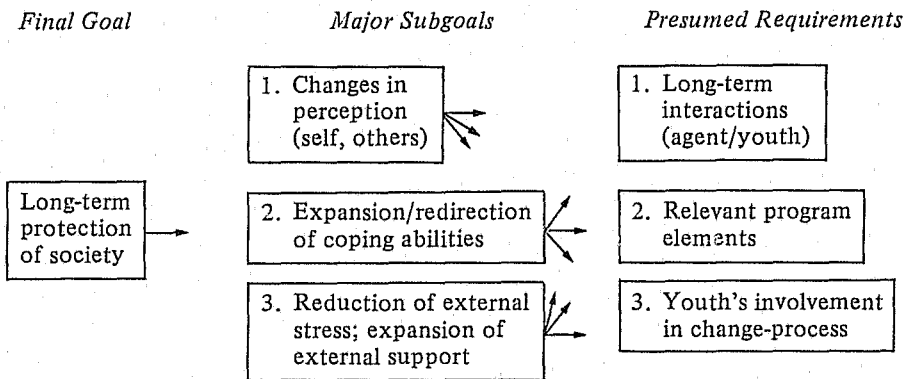 Final Goal
Major Subgoals
Presumed Requirements
Long-term
protection
of society
1. Changes in
perception
(self, others)
2. Expansion/redirection
of coping abilities
3. Reduction of external
stress; expansion of
external support
1. Long-term
interactions
(agent/youth)
2. Relevant program
elements
3. Youth's involvement
in change-process